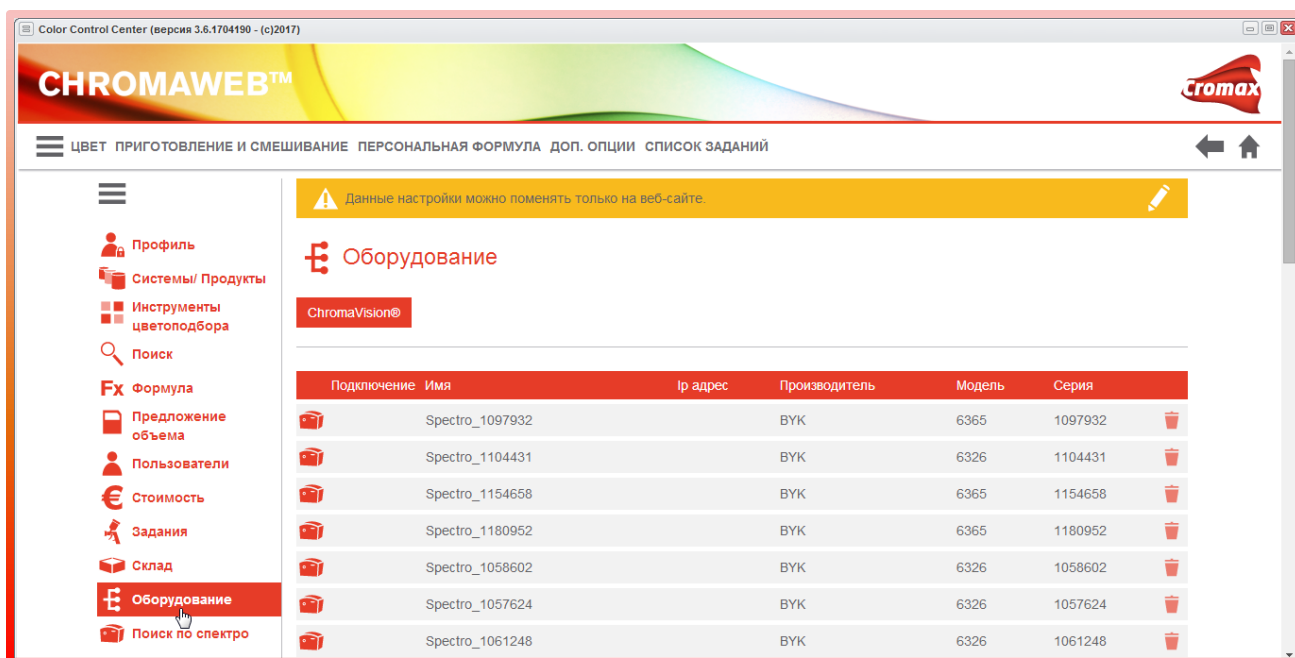 Color Control Center (версия 3.6.1704190 - (c)2017)
CHROMAWEB™
cromax
ЦВЕТ ПРИГОТОВЛЕНИЕ И СМЕШИВАНИЕ ПЕРСОНАЛЬНАЯ ФОРМУЛА ДОП. ОПЦИИ СПИСОК ЗАДАНИЙ
Профиль
Системы/ Продукты
Инструменты
цветоподбора
Поиск
Fx Формула
Предложение
объема
Пользователи
€ Стоимость
Задания
Склад
Оборудование
Поиск по спектро
Данные настройки можно поменять только на веб-сайте.
Оборудование
ChromaVision®
Подключение Имя Ip адрес Производитель Модель Серия
Spectro_1097932 BYK 6365 1097932
Spectro_1104431 BYK 6326 1104431
Spectro_1154658 BYK 6365 1154658
Spectro_1180952 BYK 6365 1180952
Spectro_1058602 BYK 6326 1058602
Spectro_1057624 BYK 6326 1057624
Spectro_1061248 BYK 6326 1061248